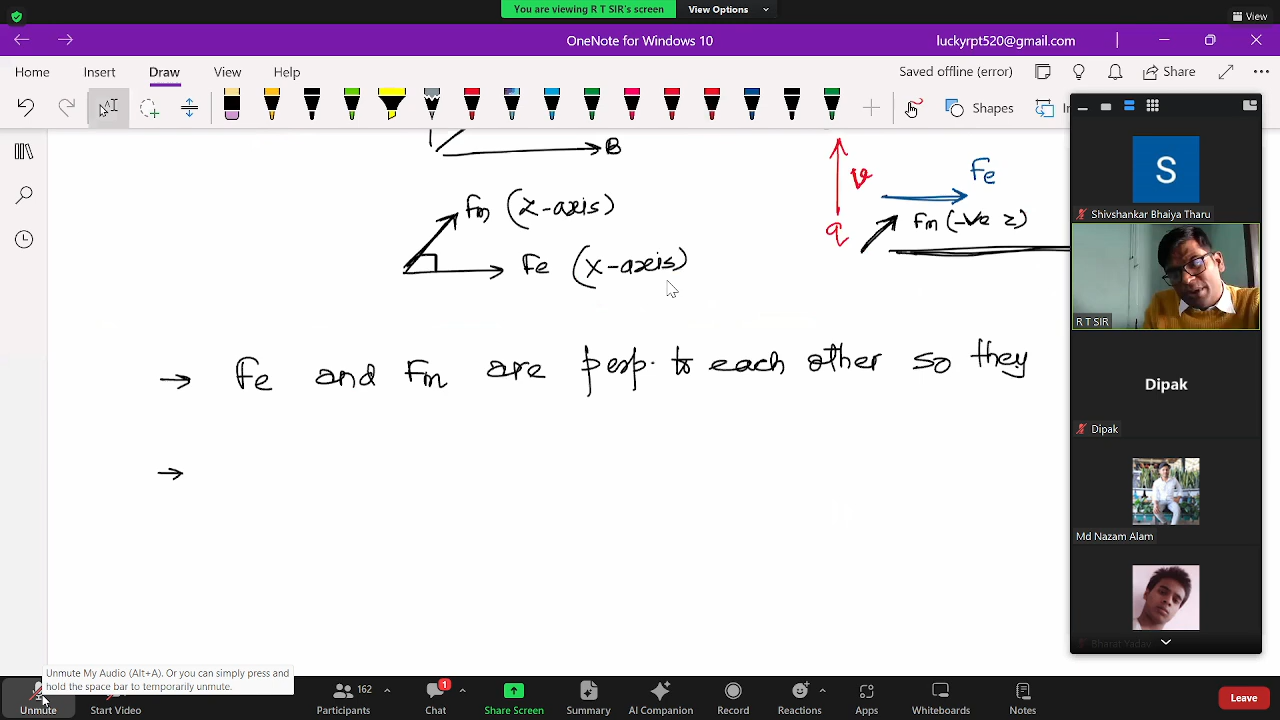 You are viewing R T SIR's screen
View Options
View
OneNote for Windows 10
luckyrpt520@gmail.com
Home Insert Draw View Help
Saved offline (error)
Share
Shapes
B
Fm (Z-axis)
Fe (X-axis)
v
Fe
q
Fm (-ve z)
→ Fe and Fm are perp. to each other so they
→
S
Shivshankar Bhaiya Tharu
R T SIR
Dipak
Dipak
Md Nazam Alam
Bharat Yadav
Unmute My Audio (Alt+A). Or you can simply press and
hold the space bar to temporarily unmute.
162
1
Unmute Start Video Participants Chat Share Screen Summary AI Companion Record Reactions Apps Whiteboards Notes Leave